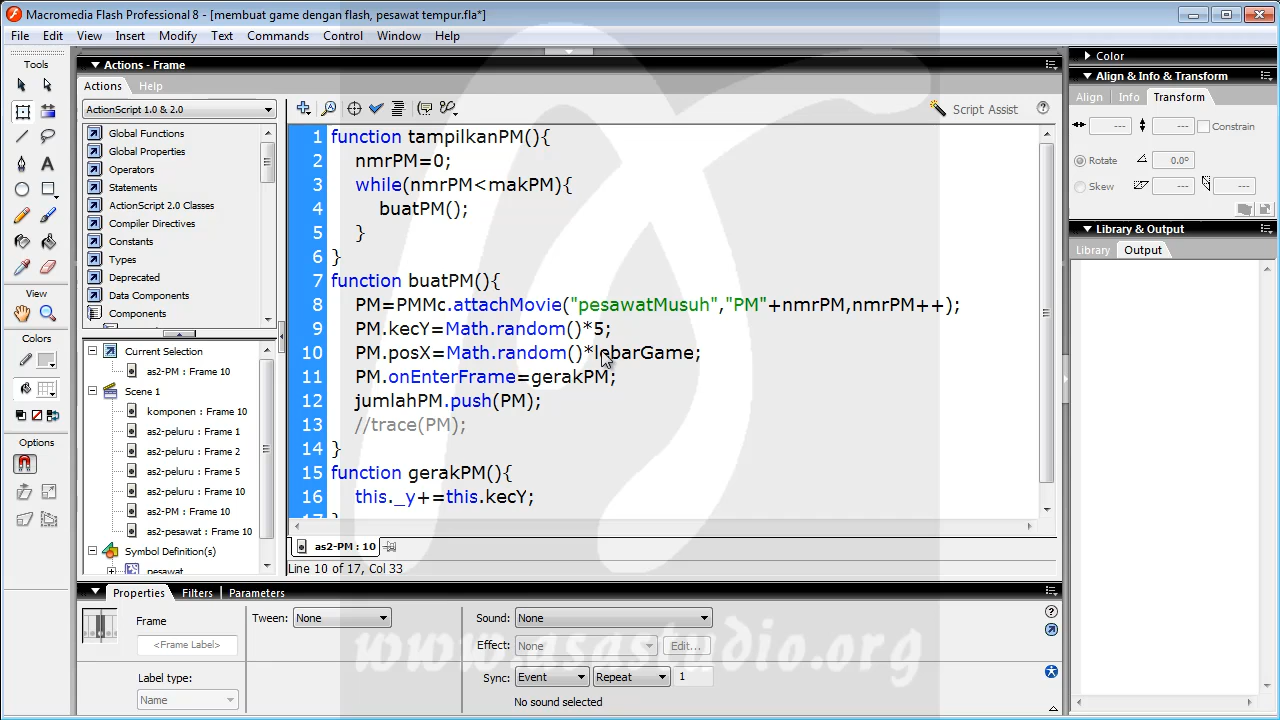 Macromedia Flash Professional 8 - [membuat game dengan flash, pesawat tempur.fla*]
File Edit View Insert Modify Text Commands Control Window Help
Tools
View
Colors
Options
Actions - Frame
Actions Help
ActionScript 1.0 & 2.0
Script Assist
Global Functions
Global Properties
Operators
Statements
ActionScript 2.0 Classes
Compiler Directives
Constants
Types
Deprecated
Data Components
Components
Current Selection
as2-PM : Frame 10
Scene 1
komponen : Frame 10
as2-peluru : Frame 1
as2-peluru : Frame 2
as2-peluru : Frame 5
as2-peluru : Frame 10
as2-PM : Frame 10
as2-pesawat : Frame 10
Symbol Definition(s)
pesawat
1 function tampilkanPM(){
2 nmrPM=0;
3 while(nmrPM<makPM){
4 buatPM();
5 }
6 }
7 function buatPM(){
8 PM=PMMc.attachMovie("pesawatMusuh","PM"+nmrPM,nmrPM++);
9 PM.kecY=Math.random()*5;
10 PM.posX=Math.random()*lebarGame;
11 PM.onEnterFrame=gerakPM;
12 jumlahPM.push(PM);
13 //trace(PM);
14 }
15 function gerakPM(){
16 this._y+=this.kecY;
17 }
as2-PM : 10
Line 10 of 17, Col 33
Properties Filters Parameters
Frame
<Frame Label>
Label type:
Name
Tween: None
Sound: None
Effect: None Edit...
Sync: Event Repeat 1
No sound selected
www.asastudio.org
Color
Align & Info & Transform
Align Info Transform
--- --- Constrain
Rotate 0.0°
Skew --- ---
Library & Output
Library Output